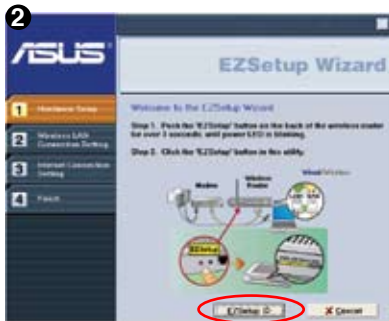 2
ASUS
EZSetup Wizard
1 Hardware Setup
2 Wireless LAN
Connection Setting
3 Internet Connection
Setting
4 Finish
Welcome to the EZSetup Wizard
Step 1. Push the 'EZSetup' button on the back of the wireless router
for over 3 seconds, until power LED is blinking.
Step 2. Click the 'EZSetup' button in this utility.
Modem
Wireless
Router
EZSetup
EZSetup
Cancel